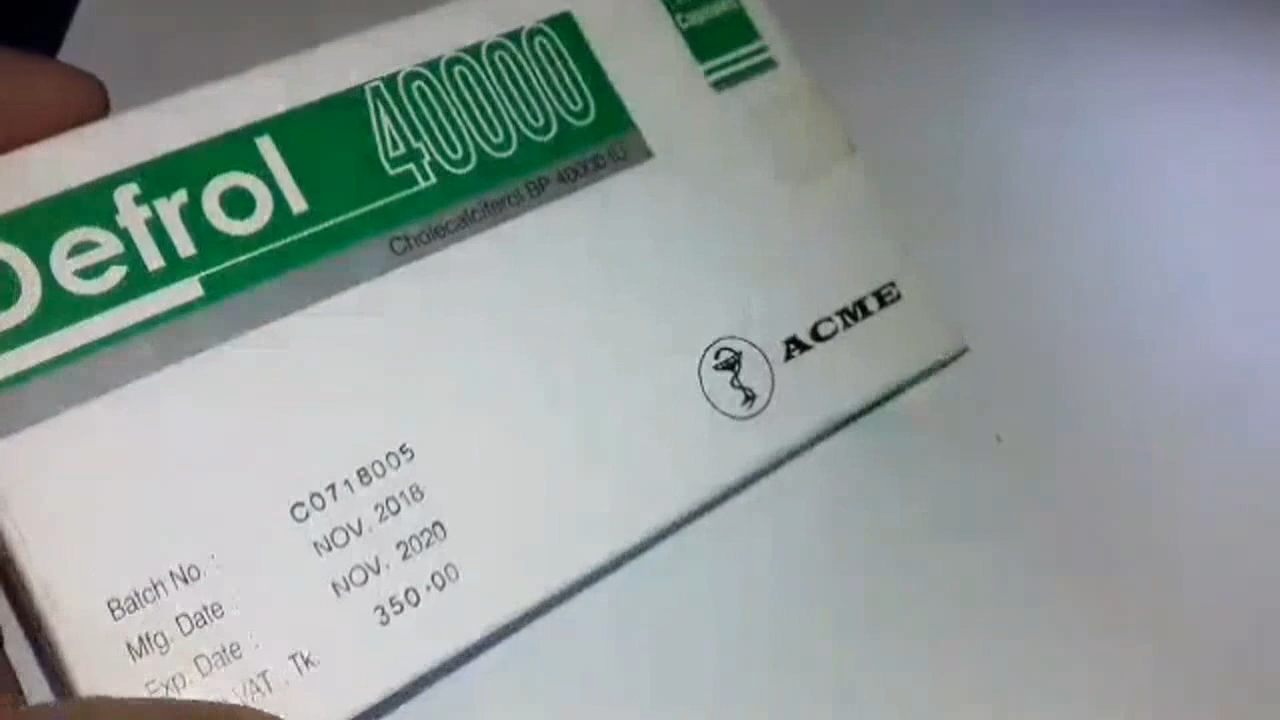 Defrol 40000
Capsules
Cholecalciferol BP 40000 IU
ACME
Batch No. : C0718005
Mfg. Date : NOV. 2018
Exp. Date : NOV. 2020
VAT . Tk. 350.00